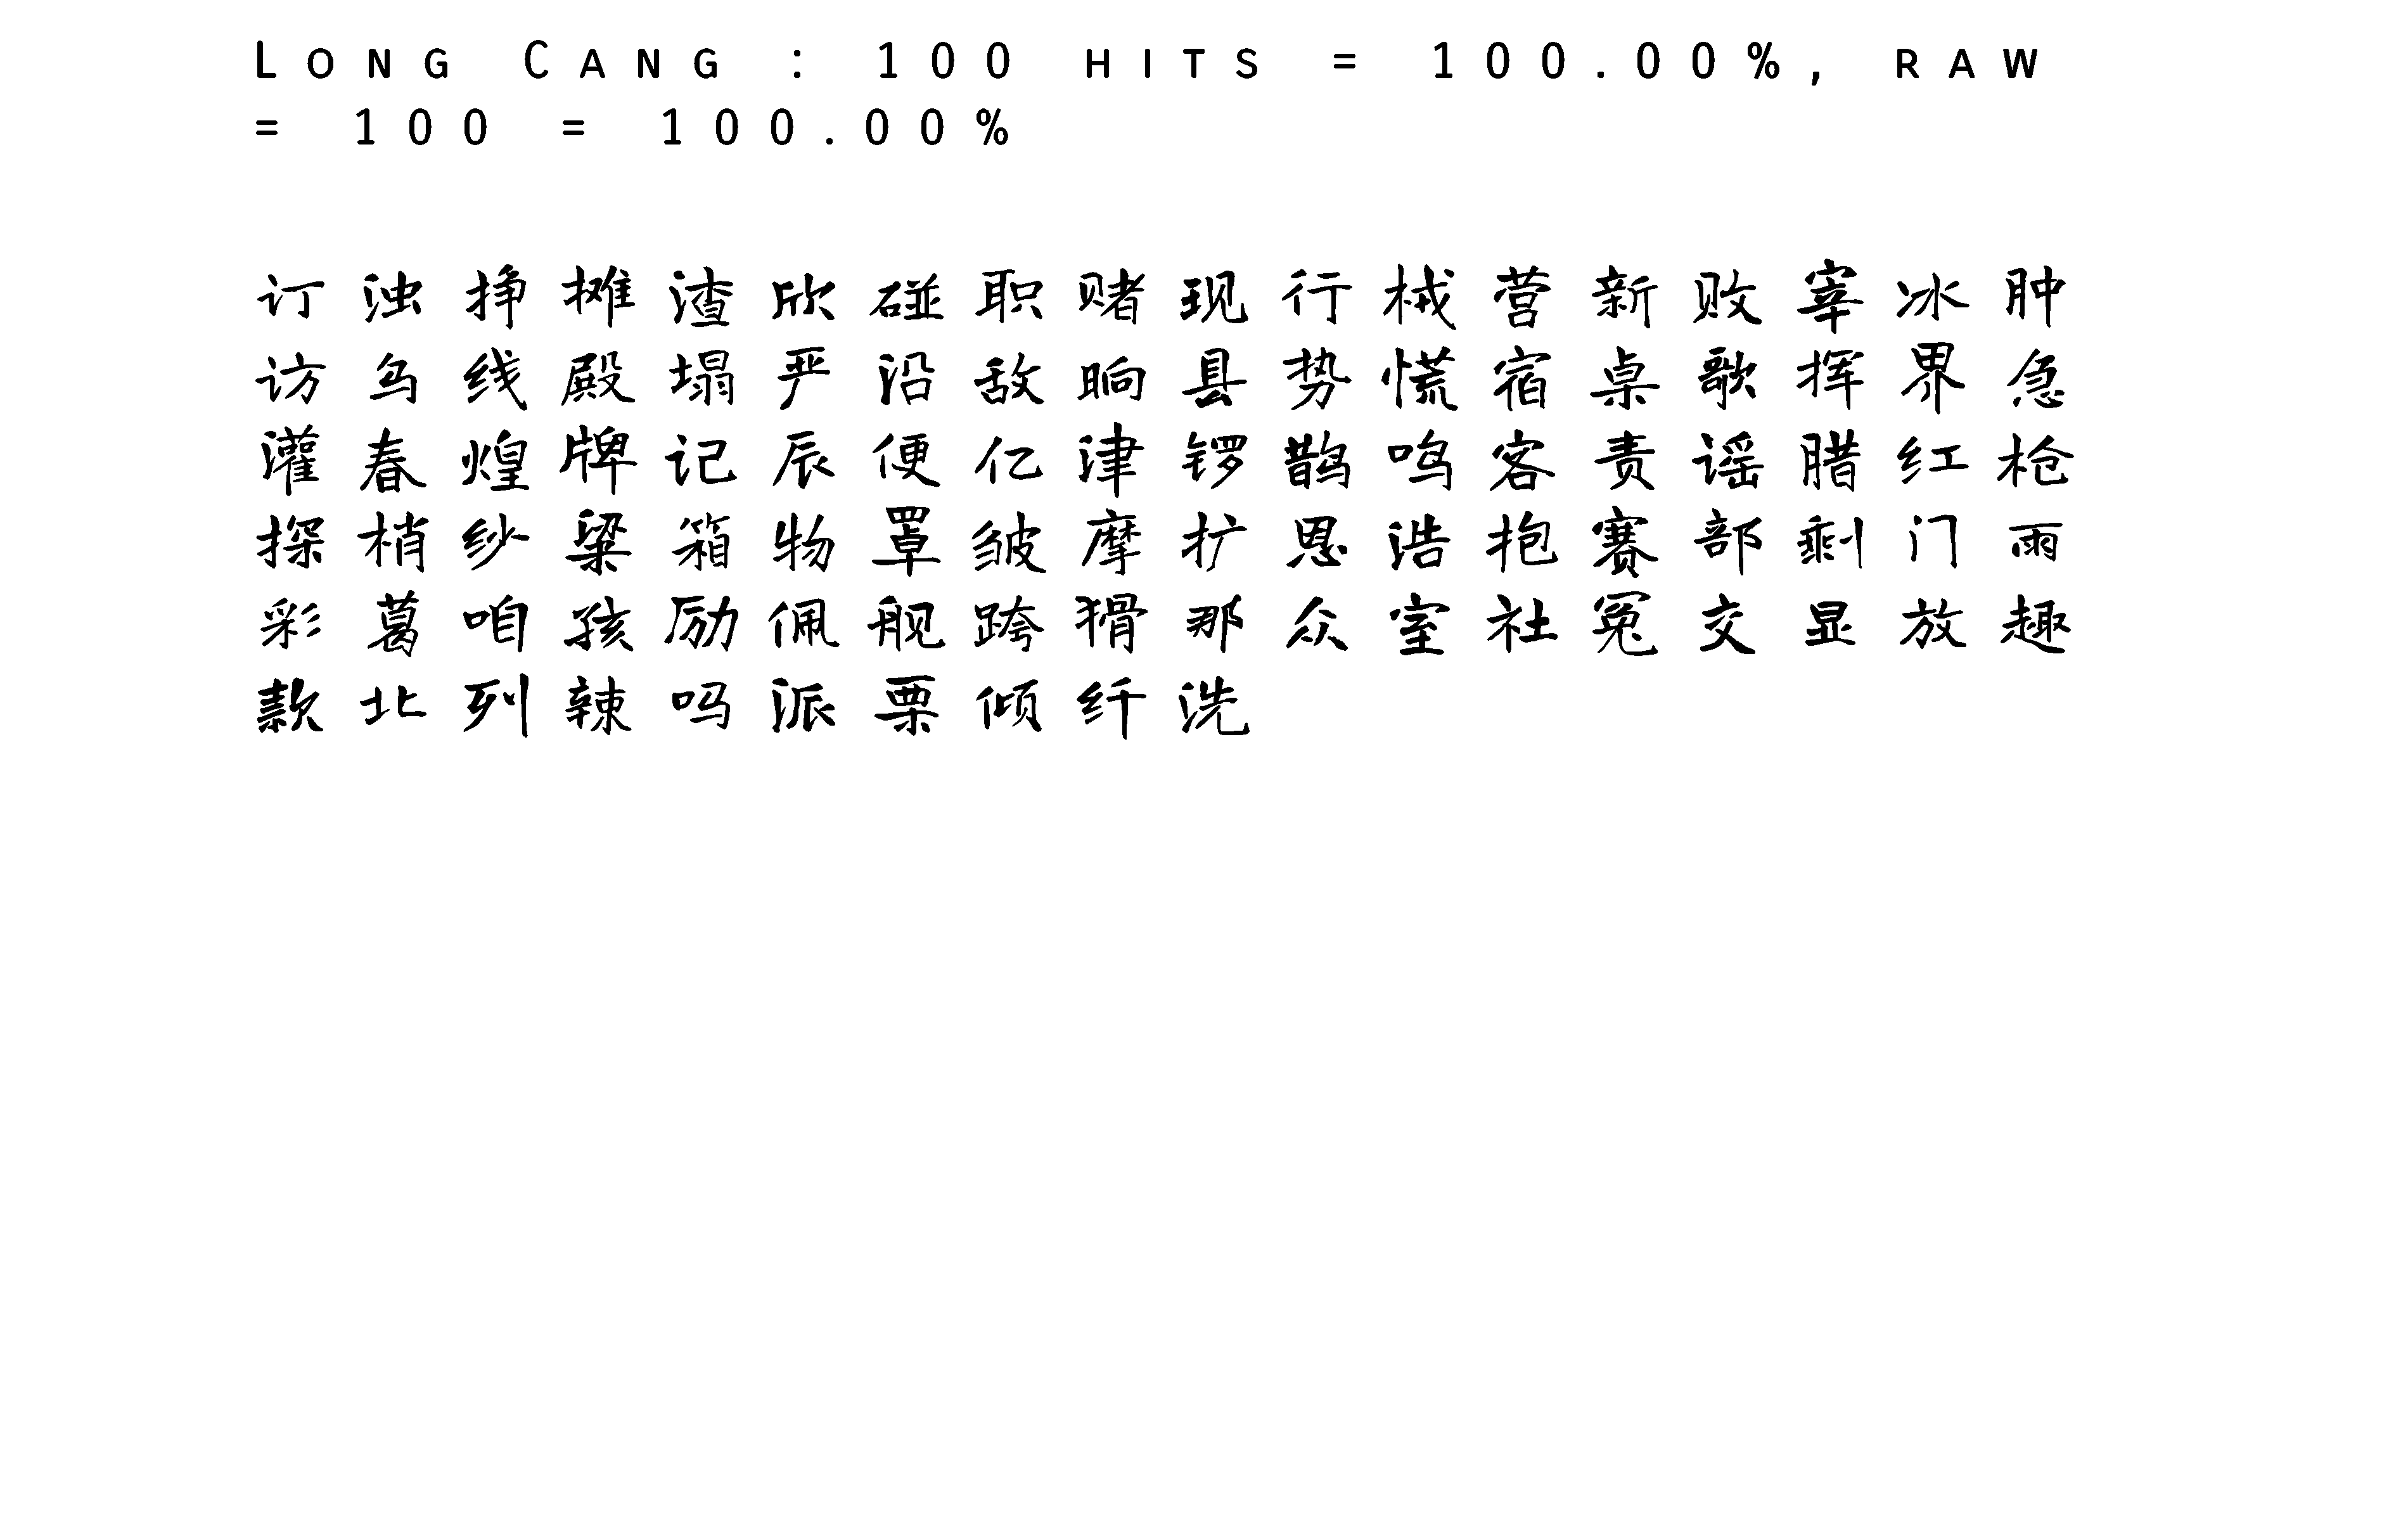 Long Cang : 100 hits = 100.00%, raw
= 100 = 100.00%
订浊挣摊渣欣碰职赌现行械营新败宰冰肿
访乌线殿塌严沿敌晌县势慌宿桌歌挥界急
灌春煌牌记辰便亿津锣鹊鸣客责谣腊红枪
探梢纱梁箱物罩皱摩扩恩浩抱赛部剩门雨
彩葛咱孩励佩舰跨猾那众室社冤交显放趣
款北列辣吗派栗倾纤洗